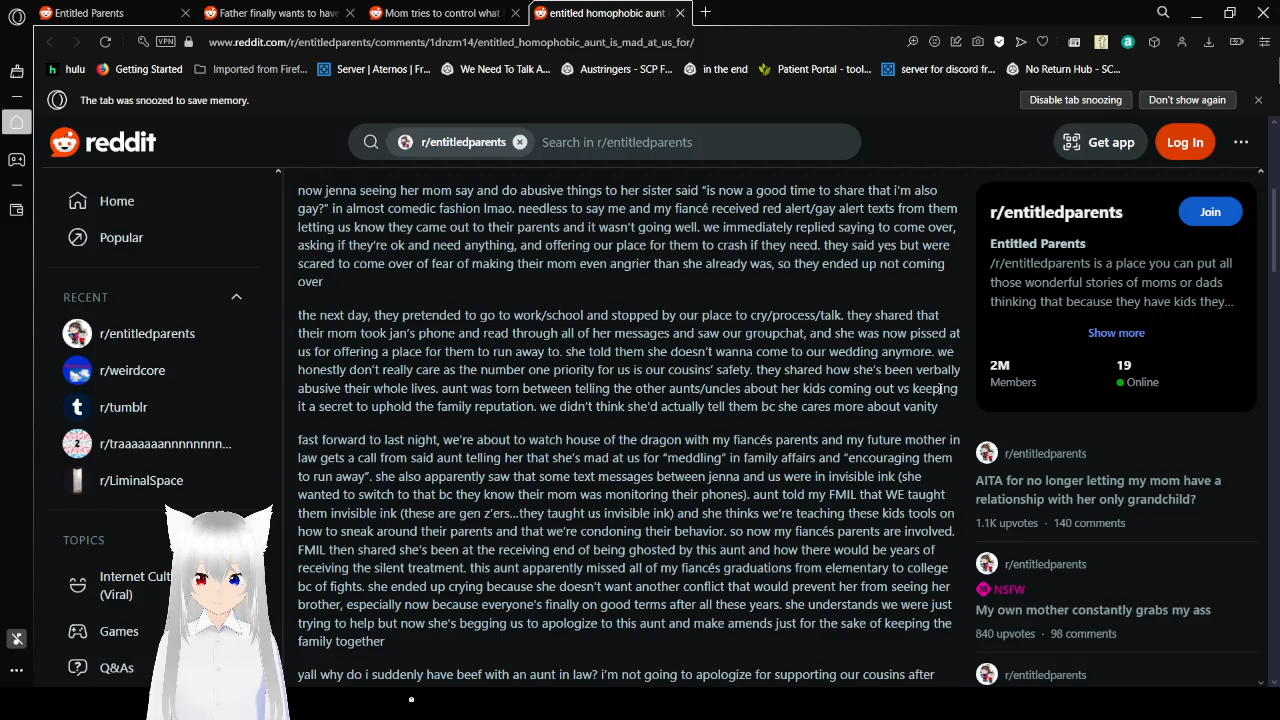 Entitled Parents
Father finally wants to have
Mom tries to control what
entitled homophobic aunt
VPN
www.reddit.com/r/entitledparents/comments/1dnzm14/entitled_homophobic_aunt_is_mad_at_us_for/
hulu
Getting Started
Imported from Firef...
Server | Aternos | Fr...
We Need To Talk A...
Austringers - SCP F...
in the end
Patient Portal - tool...
server for discord fr...
No Return Hub - SC...
The tab was snoozed to save memory.
Disable tab snoozing
Don't show again
reddit
r/entitledparents
Search in r/entitledparents
Get app
Log In
Home
Popular
RECENT
r/entitledparents
r/weirdcore
r/tumblr
r/traaaaaaannnnnnnn...
r/LiminalSpace
TOPICS
Internet Cult
(Viral)
Games
Q&As
now jenna seeing her mom say and do abusive things to her sister said “is now a good time to share that i’m also
gay?” in almost comedic fashion lmao. needless to say me and my fiancé received red alert/gay alert texts from them
letting us know they came out to their parents and it wasn’t going well. we immediately replied saying to come over,
asking if they’re ok and need anything, and offering our place for them to crash if they need. they said yes but were
scared to come over of fear of making their mom even angrier than she already was, so they ended up not coming
over
the next day, they pretended to go to work/school and stopped by our place to cry/process/talk. they shared that
their mom took jan’s phone and read through all of her messages and saw our groupchat, and she was now pissed at
us for offering a place for them to run away to. she told them she doesn’t wanna come to our wedding anymore. we
honestly don’t really care as the number one priority for us is our cousins’ safety. they shared how she’s been verbally
abusive their whole lives. aunt was torn between telling the other aunts/uncles about her kids coming out vs keeping
it a secret to uphold the family reputation. we didn’t think she’d actually tell them bc she cares more about vanity
fast forward to last night, we’re about to watch house of the dragon with my fiancés parents and my future mother in
law gets a call from said aunt telling her that she’s mad at us for “meddling” in family affairs and “encouraging them
to run away”. she also apparently saw that some text messages between jenna and us were in invisible ink (she
wanted to switch to that bc they know their mom was monitoring their phones). aunt told my FMIL that WE taught
them invisible ink (these are gen z’ers...they taught us invisible ink) and she thinks we’re teaching these kids tools on
how to sneak around their parents and that we’re condoning their behavior. so now my fiancés parents are involved.
FMIL then shared she’s been at the receiving end of being ghosted by this aunt and how there would be years of
receiving the silent treatment. this aunt apparently missed all of my fiancés graduations from elementary to college
bc of fights. she ended up crying because she doesn’t want another conflict that would prevent her from seeing her
brother, especially now because everyone’s finally on good terms after all these years. she understands we were just
trying to help but now she’s begging us to apologize to this aunt and make amends just for the sake of keeping the
family together
yall why do i suddenly have beef with an aunt in law? i’m not going to apologize for supporting our cousins after
r/entitledparents
Join
Entitled Parents
/r/entitledparents is a place you can put all
those wonderful stories of moms or dads
thinking that because they have kids they...
Show more
2M
19
Members
Online
r/entitledparents
AITA for no longer letting my mom have a
relationship with her only grandchild?
1.1K upvotes · 140 comments
r/entitledparents
18 NSFW
My own mother constantly grabs my ass
840 upvotes · 98 comments
r/entitledparents